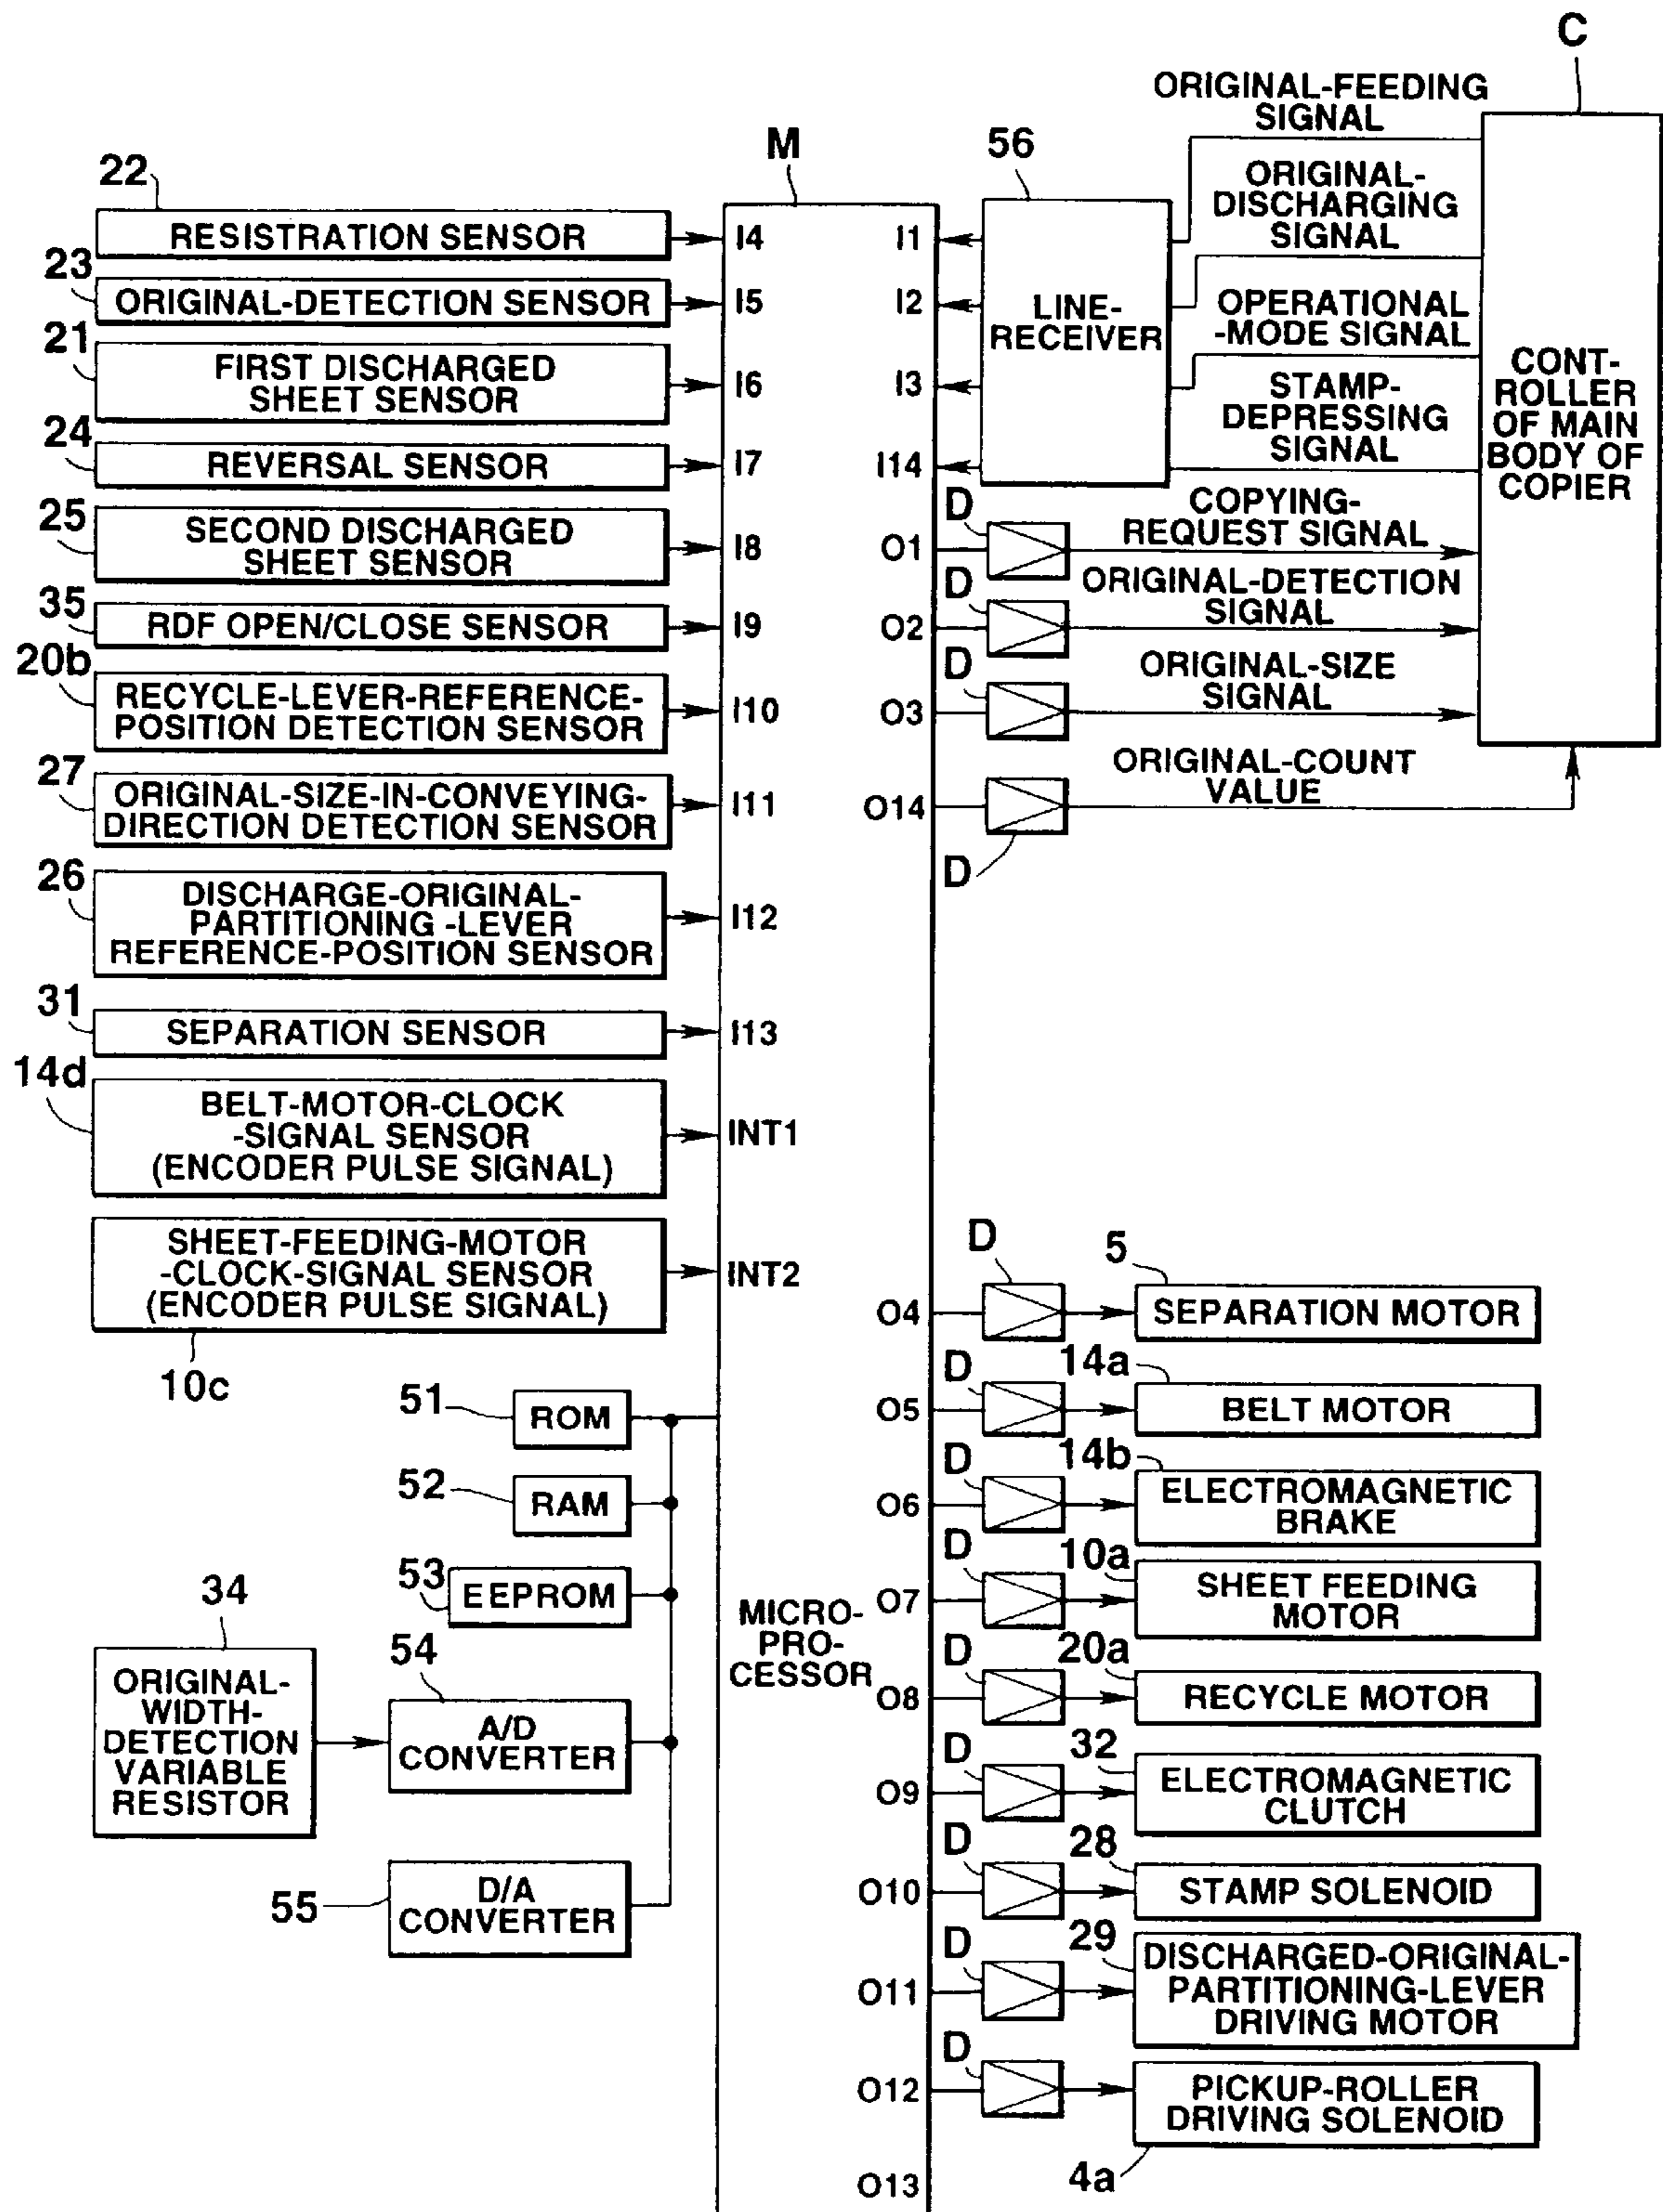 C
ORIGINAL-FEEDING
SIGNAL
M
56
22
RESISTRATION SENSOR
I4
I1
ORIGINAL-
DISCHARGING
SIGNAL
23
ORIGINAL-DETECTION SENSOR
I5
I2
LINE-
RECEIVER
OPERATIONAL
-MODE SIGNAL
21
FIRST DISCHARGED
SHEET SENSOR
I6
I3
STAMP-
DEPRESSING
SIGNAL
CONT-
ROLLER
OF MAIN
BODY OF
COPIER
24
REVERSAL SENSOR
I7
I14
25
SECOND DISCHARGED
SHEET SENSOR
I8
O1
D
COPYING-
REQUEST SIGNAL
35
RDF OPEN/CLOSE SENSOR
I9
O2
D
ORIGINAL-DETECTION
SIGNAL
20b
RECYCLE-LEVER-REFERENCE-
POSITION DETECTION SENSOR
I10
O3
D
ORIGINAL-SIZE
SIGNAL
27
ORIGINAL-SIZE-IN-CONVEYING-
DIRECTION DETECTION SENSOR
I11
O14
D
ORIGINAL-COUNT
VALUE
26
DISCHARGE-ORIGINAL-
PARTITIONING -LEVER
REFERENCE-POSITION SENSOR
I12
31
SEPARATION SENSOR
I13
14d
BELT-MOTOR-CLOCK
-SIGNAL SENSOR
(ENCODER PULSE SIGNAL)
INT1
SHEET-FEEDING-MOTOR
-CLOCK-SIGNAL SENSOR
(ENCODER PULSE SIGNAL)
INT2
10c
51
ROM
52
RAM
53
EEPROM
34
ORIGINAL-
WIDTH-
DETECTION
VARIABLE
RESISTOR
54
A/D
CONVERTER
55
D/A
CONVERTER
MICRO-
PRO-
CESSOR
O4
D
5
SEPARATION MOTOR
O5
D
14a
BELT MOTOR
O6
D
14b
ELECTROMAGNETIC
BRAKE
O7
D
10a
SHEET FEEDING
MOTOR
O8
D
20a
RECYCLE MOTOR
O9
D
32
ELECTROMAGNETIC
CLUTCH
O10
D
28
STAMP SOLENOID
O11
D
29
DISCHARGED-ORIGINAL-
PARTITIONING-LEVER
DRIVING MOTOR
O12
D
PICKUP-ROLLER
DRIVING SOLENOID
4a
O13